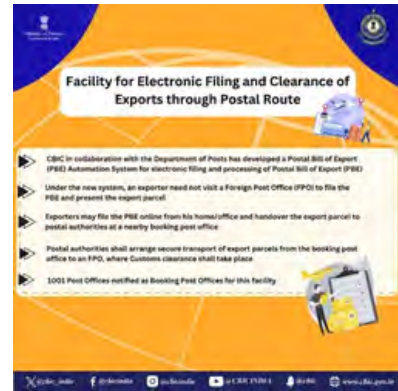 Facility for Electronic Filing and Clearance of
Exports through Postal Route
CBIC in collaboration with the Department of Posts has developed a Postal Bill of Export
(PBE) Automation System for electronic filing and processing of Postal Bill of Export (PBE)
Under the new system, an exporter need not visit a Foreign Post Office (FPO) to file the
PBE and present the export parcel
Exporters may file the PBE online from his home/office and handover the export parcel to
postal authorities at a nearby booking post office
Postal authorities shall arrange secure transport of export parcels from the booking post
office to an FPO, where Customs clearance shall take place
1001 Post Offices notified as Booking Post Offices for this facility
@cbic_india @cbicindia @cbicindia @CBICINDIA @cbic www.cbic.gov.in